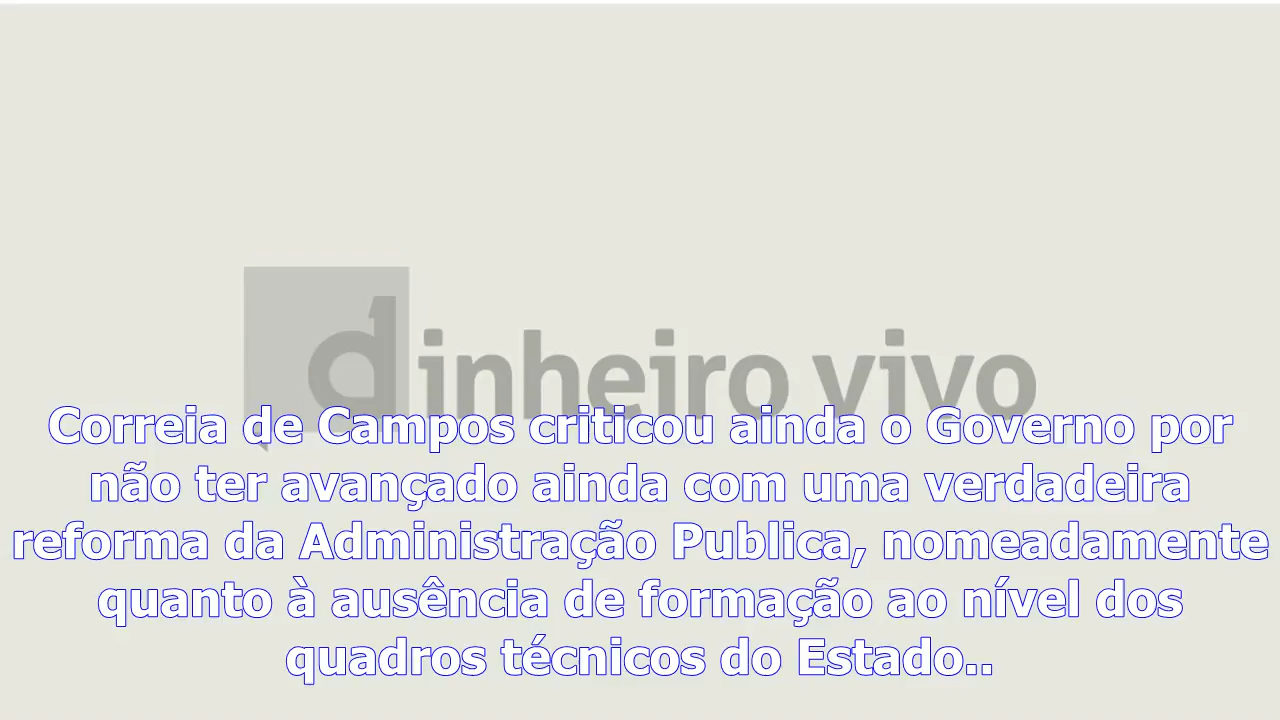 dinheiro vivo
Correia de Campos criticou ainda o Governo por
não ter avançado ainda com uma verdadeira
reforma da Administração Publica, nomeadamente
quanto à ausência de formação ao nível dos
quadros técnicos do Estado..